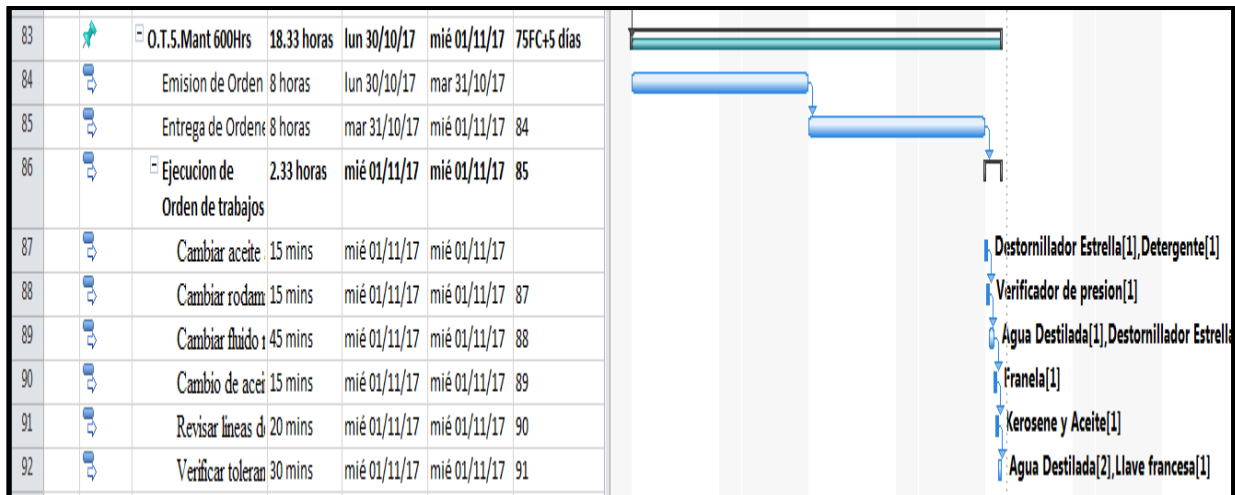 83 O.T.5.Mant 600Hrs 18.33 horas lun 30/10/17 mié 01/11/17 75FC+5 días
84 Emision de Orden 8 horas lun 30/10/17 mar 31/10/17
85 Entrega de Ordene 8 horas mar 31/10/17 mié 01/11/17 84
86 Ejecucion de 2.33 horas mié 01/11/17 mié 01/11/17 85
Orden de trabajos
87 Cambiar aceite 15 mins mié 01/11/17 mié 01/11/17 Destornillador Estrella[1],Detergente[1]
88 Cambiar rodam 15 mins mié 01/11/17 mié 01/11/17 87 Verificador de presion[1]
89 Cambiar fluido 45 mins mié 01/11/17 mié 01/11/17 88 Agua Destilada[1],Destornillador Estrella
90 Cambio de acei 15 mins mié 01/11/17 mié 01/11/17 89 Franela[1]
91 Revisar lineas d 20 mins mié 01/11/17 mié 01/11/17 90 Kerosene y Aceite[1]
92 Verificar toleran 30 mins mié 01/11/17 mié 01/11/17 91 Agua Destilada[2],Llave francesa[1]